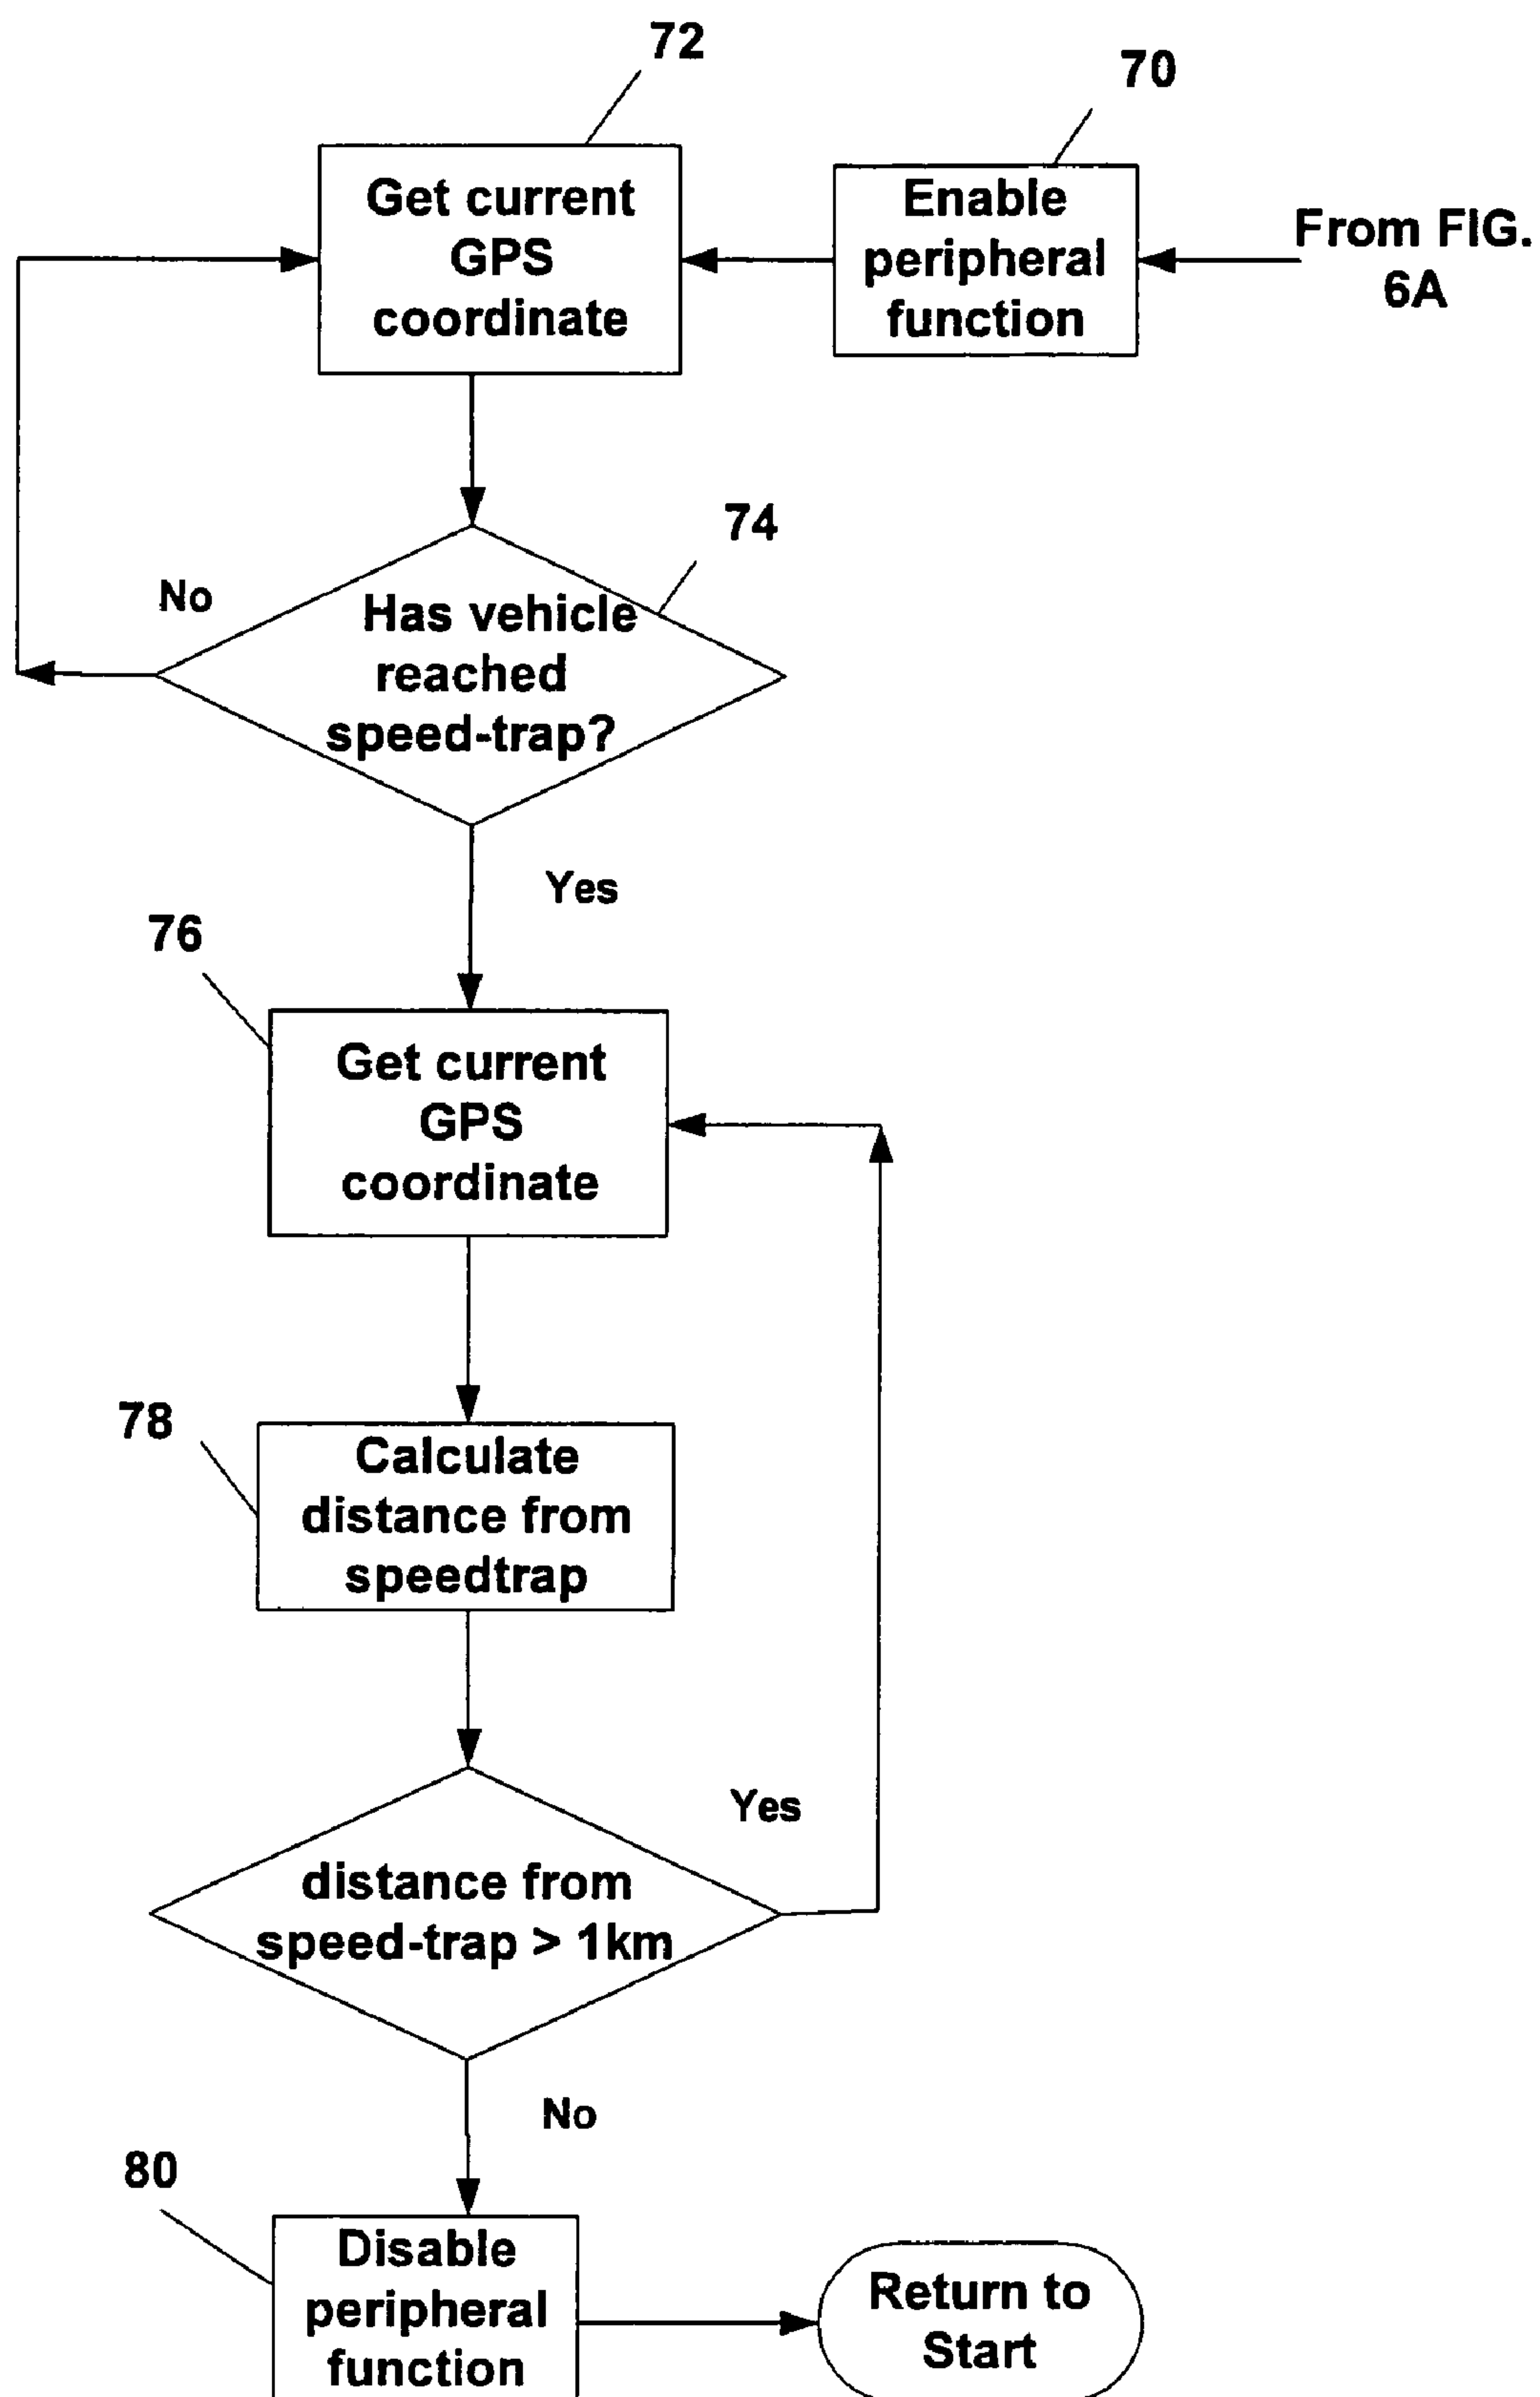 72
70
Get current
GPS
coordinate
Enable
peripheral
function
From FIG.
6A
74
No
Has vehicle
reached
speed-trap?
Yes
76
Get current
GPS
coordinate
78
Calculate
distance from
speedtrap
Yes
distance from
speed-trap > 1km
No
80
Disable
peripheral
function
Return to
Start